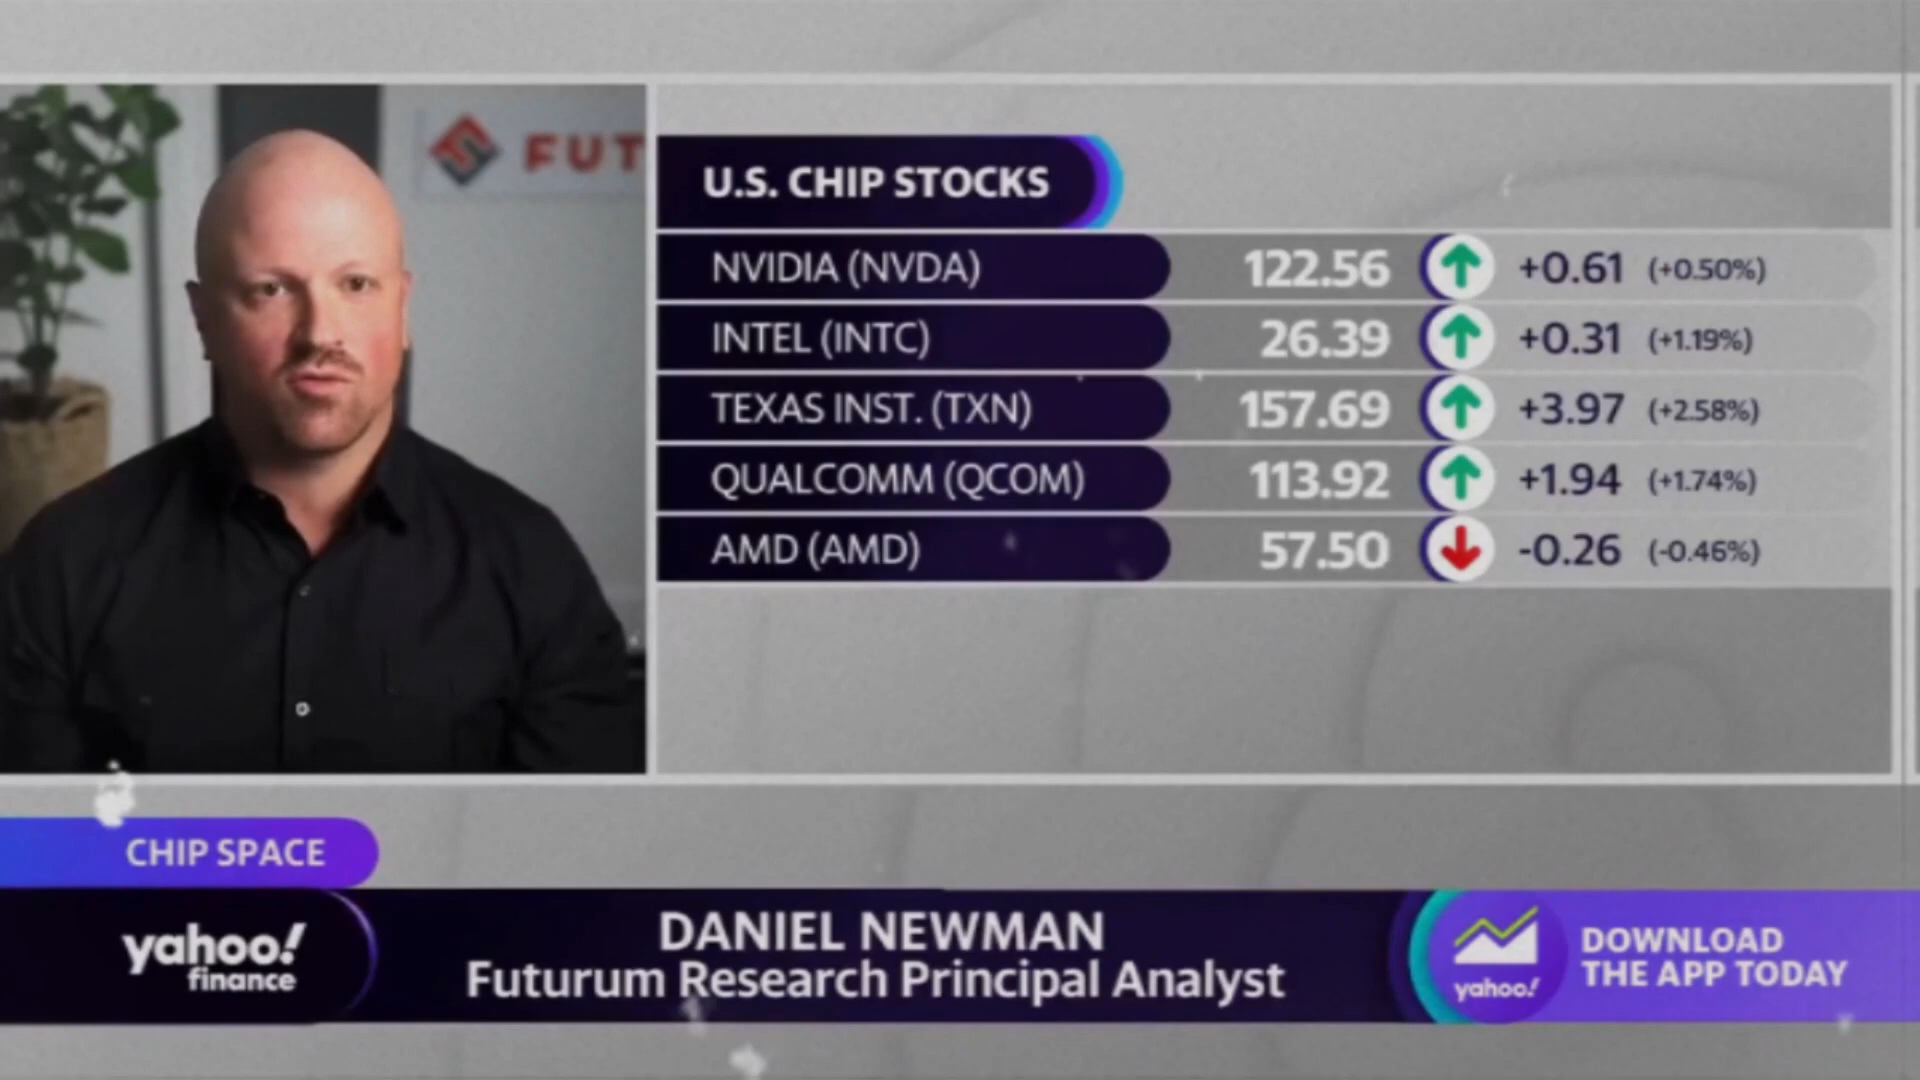 FUT
U.S. CHIP STOCKS
NVIDIA (NVDA) 122.56 +0.61 (+0.50%)
INTEL (INTC) 26.39 +0.31 (+1.19%)
TEXAS INST. (TXN) 157.69 +3.97 (+2.58%)
QUALCOMM (QCOM) 113.92 +1.94 (+1.74%)
AMD (AMD) 57.50 -0.26 (-0.46%)
CHIP SPACE
yahoo!
finance
DANIEL NEWMAN
Futurum Research Principal Analyst
yahoo!
DOWNLOAD
THE APP TODAY